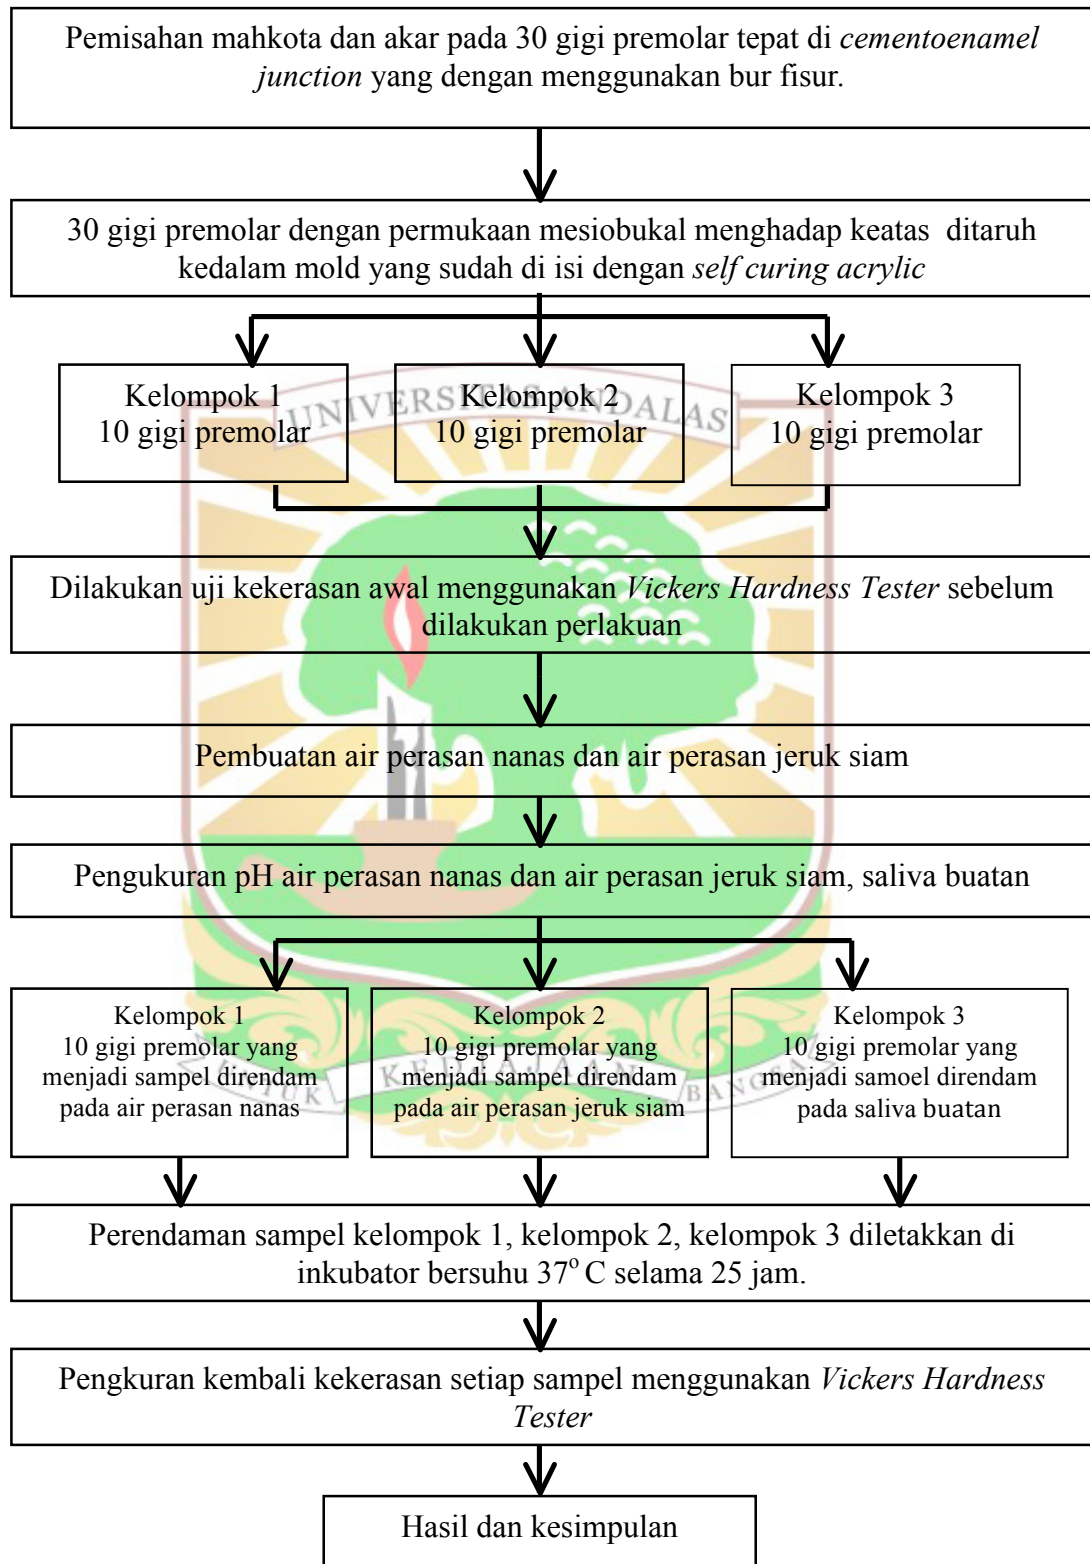 Pemisahan mahkota dan akar pada 30 gigi premolar tepat di cementoenamel
junction yang dengan menggunakan bur fisur.
30 gigi premolar dengan permukaan mesiobukal menghadap keatas ditaruh
kedalam mold yang sudah di isi dengan self curing acrylic
Kelompok 1
10 gigi premolar
Kelompok 2
10 gigi premolar
Kelompok 3
10 gigi premolar
UNIVERSITAS ANDALAS
Dilakukan uji kekerasan awal menggunakan Vickers Hardness Tester sebelum
dilakukan perlakuan
Pembuatan air perasan nanas dan air perasan jeruk siam
Pengukuran pH air perasan nanas dan air perasan jeruk siam, saliva buatan
Kelompok 1
10 gigi premolar yang
menjadi sampel direndam
pada air perasan nanas
Kelompok 2
10 gigi premolar yang
menjadi sampel direndam
pada air perasan jeruk siam
Kelompok 3
10 gigi premolar yang
menjadi samoel direndam
pada saliva buatan
UNTUK KEDJAJAAN BANGSA
Perendaman sampel kelompok 1, kelompok 2, kelompok 3 diletakkan di
inkubator bersuhu 37° C selama 25 jam.
Pengkuran kembali kekerasan setiap sampel menggunakan Vickers Hardness
Tester
Hasil dan kesimpulan